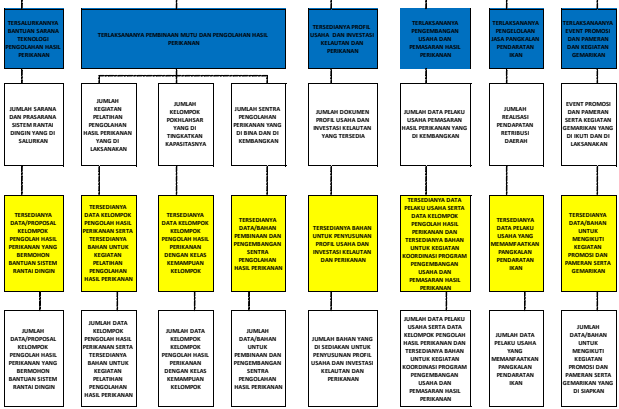 TERSALURKANNYA
BANTUAN SARANA
TEKNOLOGI
PENGOLAHAN HASIL
PERIKANAN
TERLAKSANANYA PEMBINAAN MUTU DAN PENGOLAHAN HASIL
PERIKANAN
TERSEDIANYA PROFIL
USAHA DAN INVESTASI
KELAUTAN DAN
PERIKANAN
TERLAKSANANYA
PENGEMBANGAN
USAHA DAN
PEMASARAN HASIL
PERIKANAN
TERLAKSANANYA
PENGELOLAAN
JASA PANGKALAN
PENDARATAN
IKAN
TERLAKSANAANYA
EVENT PROMOSI
DAN PAMERAN
DAN KEGIATAN
GEMARIKAN
JUMLAH SARANA
DAN PRASARANA
SISTIM RANTAI
DINGIN YANG DI
SALURKAN
JUMLAH
KEGIATAN
PELATIHAN
PENGOLAHAN
HASIL PERIKANAN
YANG DI
LAKSANAKAN
JUMLAH
KELOMPOK
POKHLAHSAR
YANG DI
TINGKATKAN
KAPASITASNYA
JUMLAH SENTRA
PENGOLAHAN
PERIKANAN YANG
DI BINA DAN DI
KEMBANGKAN
JUMLAH DOKUMEN
PROFIL USAHA DAN
INVESTASI KELAUTAN
YANG TERSEDIA
JUMLAH DATA PELAKU
USAHA PEMASARAN
HASIL PERIKANAN YANG
DI KEMBANGKAN
JUMLAH
REALISASI
PENDAPATAN
RETRIBUSI
DAERAH
EVENT PROMOSI
DAN PAMERAN
SERTA KEGIATAN
GEMARIKAN YANG
DI IKUTI DAN DI
LAKSANAKAN
TERSEDIANYA
DATA/PROPOSAL
KELOMPOK
PENGOLAH HASIL
PERIKANAN YANG
BERMOHON
BANTUAN SISTEM
RANTAI DINGIN
TERSEDIANYA
DATA KELOMPOK
PENGOLAH HASIL
PERIKANAN SERTA
TERSEDIANYA
BAHAN UNTUK
KEGIATAN
PELATIHAN
PENGOLAHAN
HASIL PERIKANAN
TERSEDIANYA
DATA KELOMPOK
KELOMPOK
PENGOLAH HASIL
PERIKANAN
DENGAN KELAS
KEMAMPUAN
KELOMPOK
TERSEDIANYA
DATA/BAHAN
PEMBINAAN DAN
PENGEMBANGAN
SENTRA
PENGOLAHAN
HASIL PERIKANAN
TERSEDIANYA BAHAN
UNTUK PENYUSUNAN
PROFIL USAHA DAN
INVESTASI KELAUTAN
DAN PERIKANAN
TERSEDIANYA DATA
PELAKU USAHA SERTA
DATA KELOMPOK
PENGOLAH HASIL
PERIKANAN DAN
TERSEDIANYA BAHAN
UNTUK KEGIATAN
KOORDINASI PROGRAM
PENGEMBANGAN
USAHA DAN
PEMASARAN HASIL
PERIKANAN
TERSEDIANYA
DATA PELAKU
USAHA YANG
MEMAMFAATKAN
PANGKALAN
PENDARATAN
IKAN
TERSEDIANYA
DATA/BAHAN
UNTUK
MENGIKUTI
KEGIATAN
PROMOSI DAN
PAMERAN SERTA
GEMARIKAN
JUMLAH
DATA/PROPOSAL
KELOMPOK
PENGOLAH HASIL
PERIKANAN YANG
BERMOHON
BANTUAN SISTEM
RANTAI DINGIN
JUMLAH DATA
KELOMPOK
PENGOLAH HASIL
PERIKANAN SERTA
TERSEDIANYA
BAHAN UNTUK
KEGIATAN
PELATIHAN
PENGOLAHAN
HASIL PERIKANAN
JUMLAH DATA
KELOMPOK
KELOMPOK
PENGOLAH HASIL
PERIKANAN
DENGAN KELAS
KEMAMPUAN
KELOMPOK
JUMLAH
DATA/BAHAN
UNTUK
PEMBINAAN DAN
PENGEMBANGAN
SENTRA
PENGOLAHAN
HASIL PERIKANAN
JUMLAH BAHAN YANG
DI SEDIAKAN UNTUK
PENYUSUNAN PROFIL
USAHA DAN INVESTASI
KELAUTAN DAN
PERIKANAN
JUMLAH DATA PELAKU
USAHA SERTA DATA
KELOMPOK PENGOLAH
HASIL PERIKANAN DAN
TERSEDIANYA BAHAN
UNTUK KEGIATAN
KOORDINASI PROGRAM
PENGEMBANGAN
USAHA DAN
PEMASARAN HASIL
PERIKANAN
JUMLAH DATA
PELAKU USAHA
YANG
MEMANFAATKAN
PANGKALAN
PENDARATAN
IKAN
JUMLAH
DATA/BAHAN
UNTUK
MENGIKUTI
KEGIATAN
PROMOSI DAN
PAMERAN SERTA
GEMARIKAN YANG
DI SIAPKAN